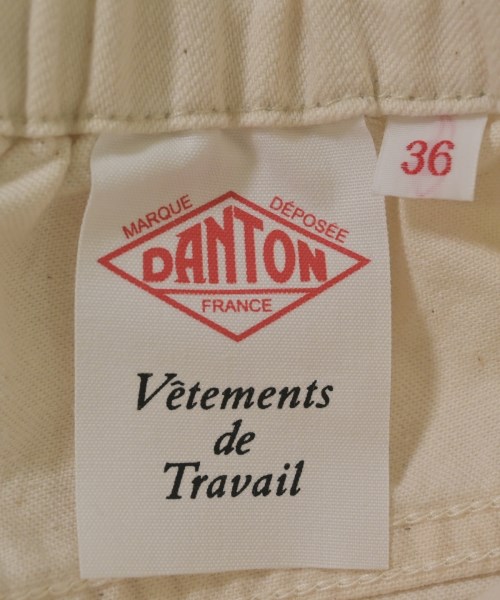 36
MARQUE DÉPOSÉE
DANTON
FRANCE
Vêtements
de
Travail